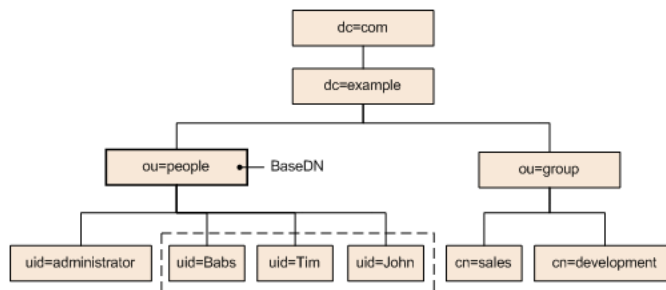 dc=com
dc=example
ou=people
BaseDN
ou=group
uid=administrator
uid=Babs
uid=Tim
uid=John
cn=sales
cn=development